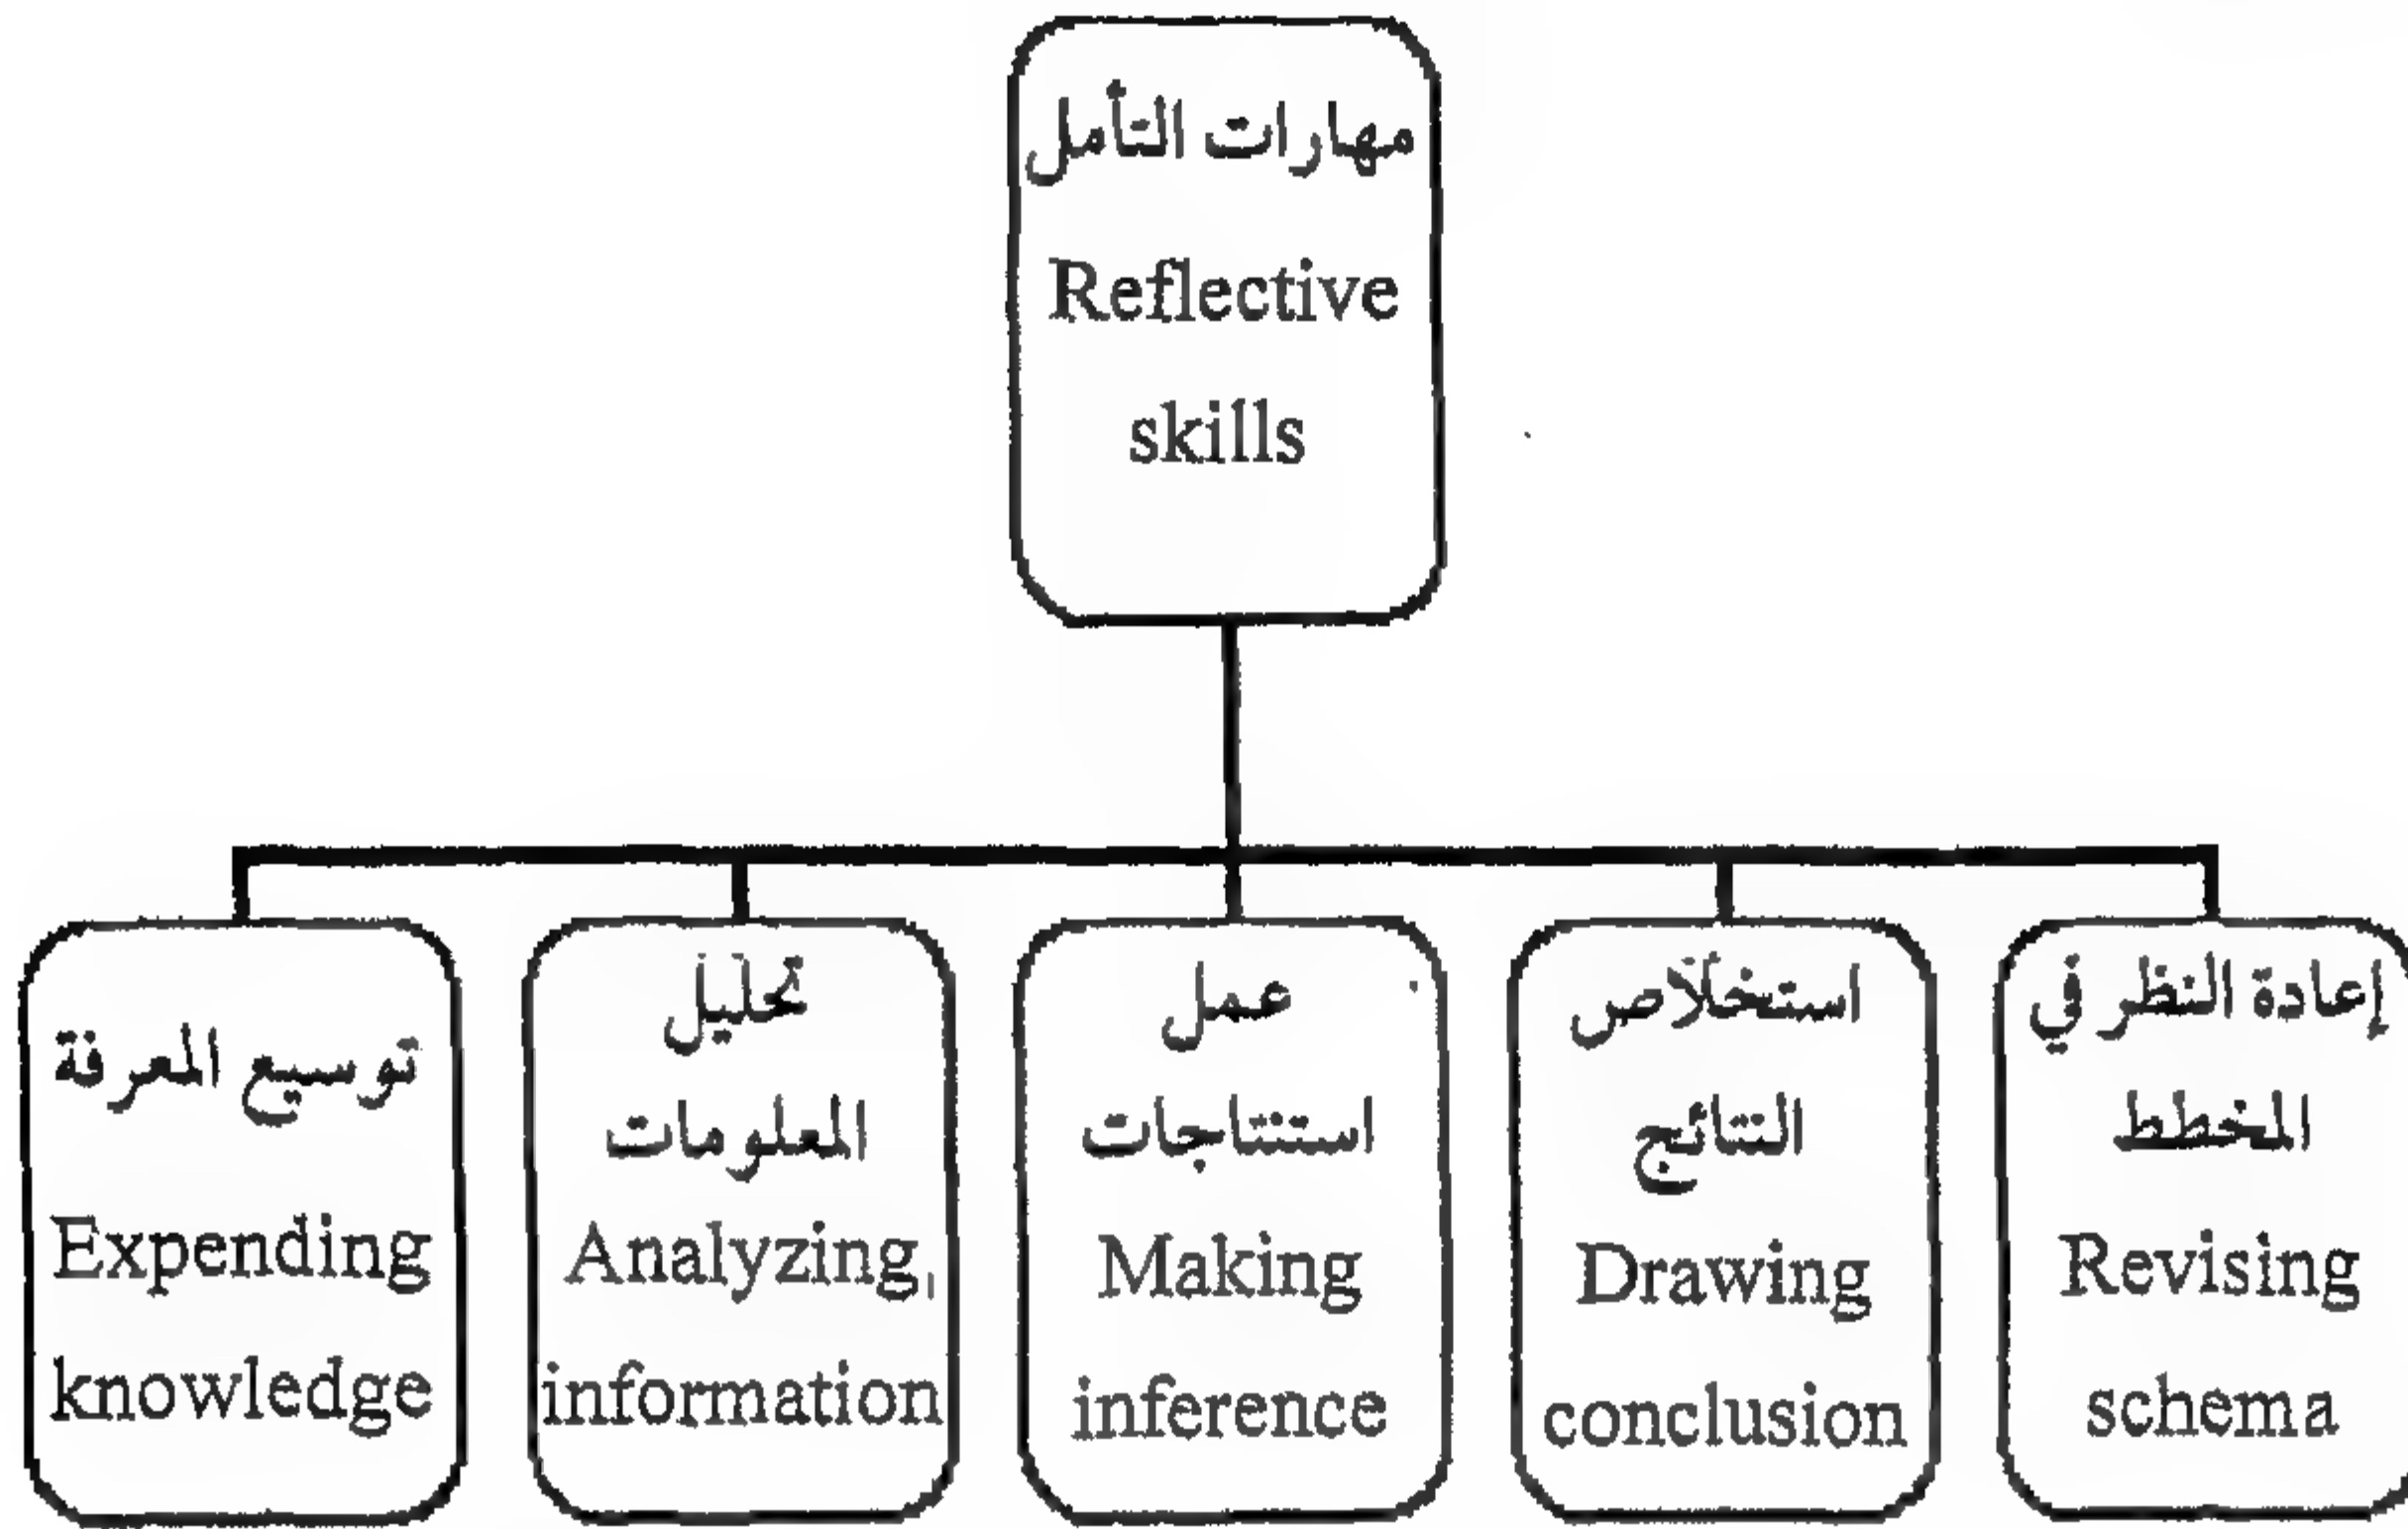 مهارات التأمل
Reflective
skills
توسيع المعرفة
Expending
knowledge
تحليل
المعلومات
Analyzing
information
عمل
استنتاجات
Making
inference
استخلاص
النتائج
Drawing
conclusion
إعادة النظر في
المخطط
Revising
schema